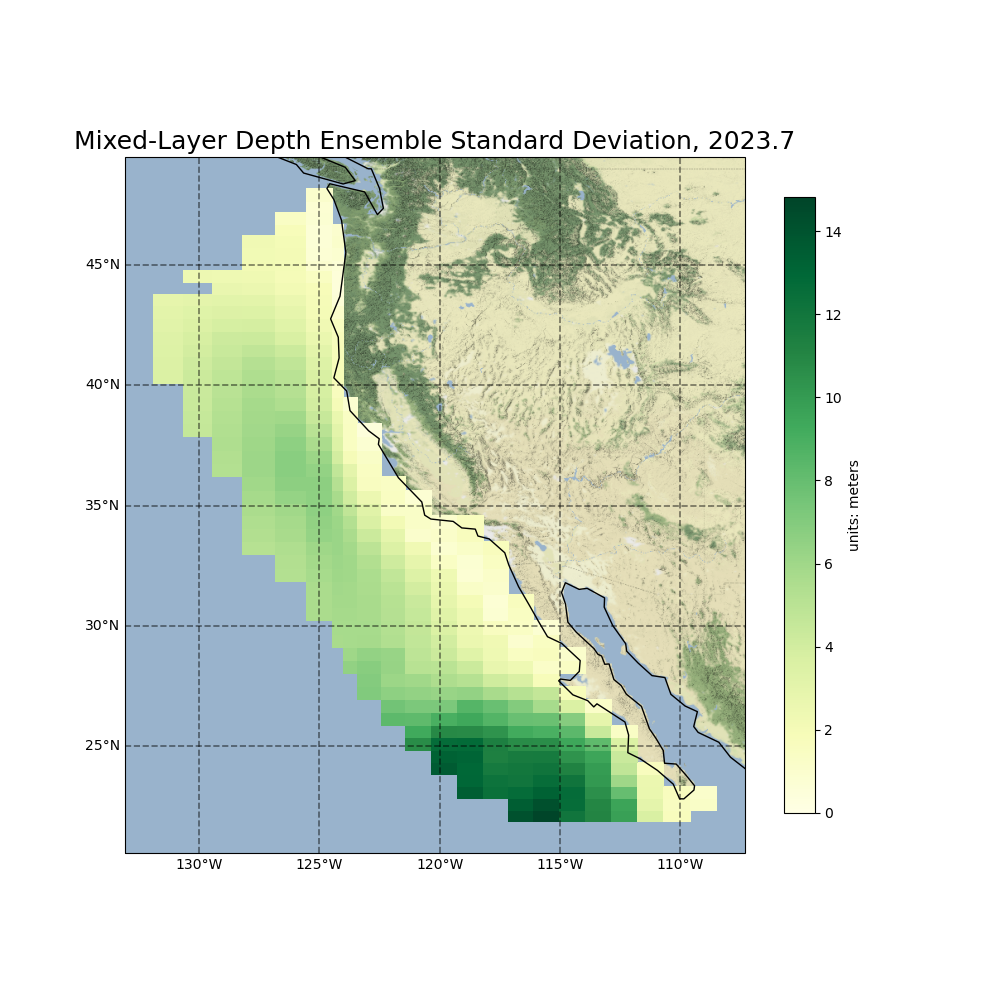 Mixed-Layer Depth Ensemble Standard Deviation, 2023.7
45°N
40°N
35°N
30°N
25°N
130°W
125°W
120°W
115°W
110°W
14
12
10
8
6
4
2
0
units: meters